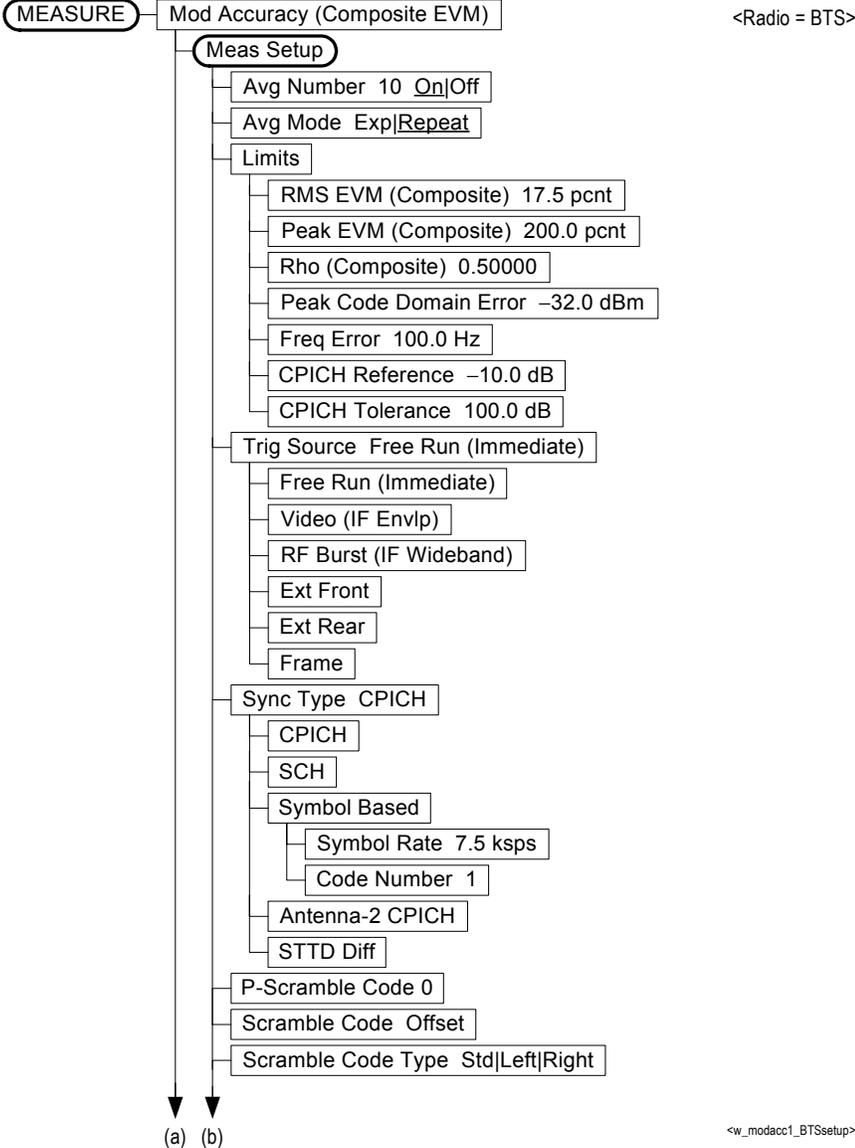 MEASURE Mod Accuracy (Composite EVM) <Radio = BTS>
Meas Setup
Avg Number 10 On|Off
Avg Mode Exp|Repeat
Limits
RMS EVM (Composite) 17.5 pcnt
Peak EVM (Composite) 200.0 pcnt
Rho (Composite) 0.50000
Peak Code Domain Error –32.0 dBm
Freq Error 100.0 Hz
CPICH Reference –10.0 dB
CPICH Tolerance 100.0 dB
Trig Source Free Run (Immediate)
Free Run (Immediate)
Video (IF Envlp)
RF Burst (IF Wideband)
Ext Front
Ext Rear
Frame
Sync Type CPICH
CPICH
SCH
Symbol Based
Symbol Rate 7.5 ksps
Code Number 1
Antenna-2 CPICH
STTD Diff
P-Scramble Code 0
Scramble Code Offset
Scramble Code Type Std|Left|Right
(a) (b) <w_modacc1_BTSsetup>